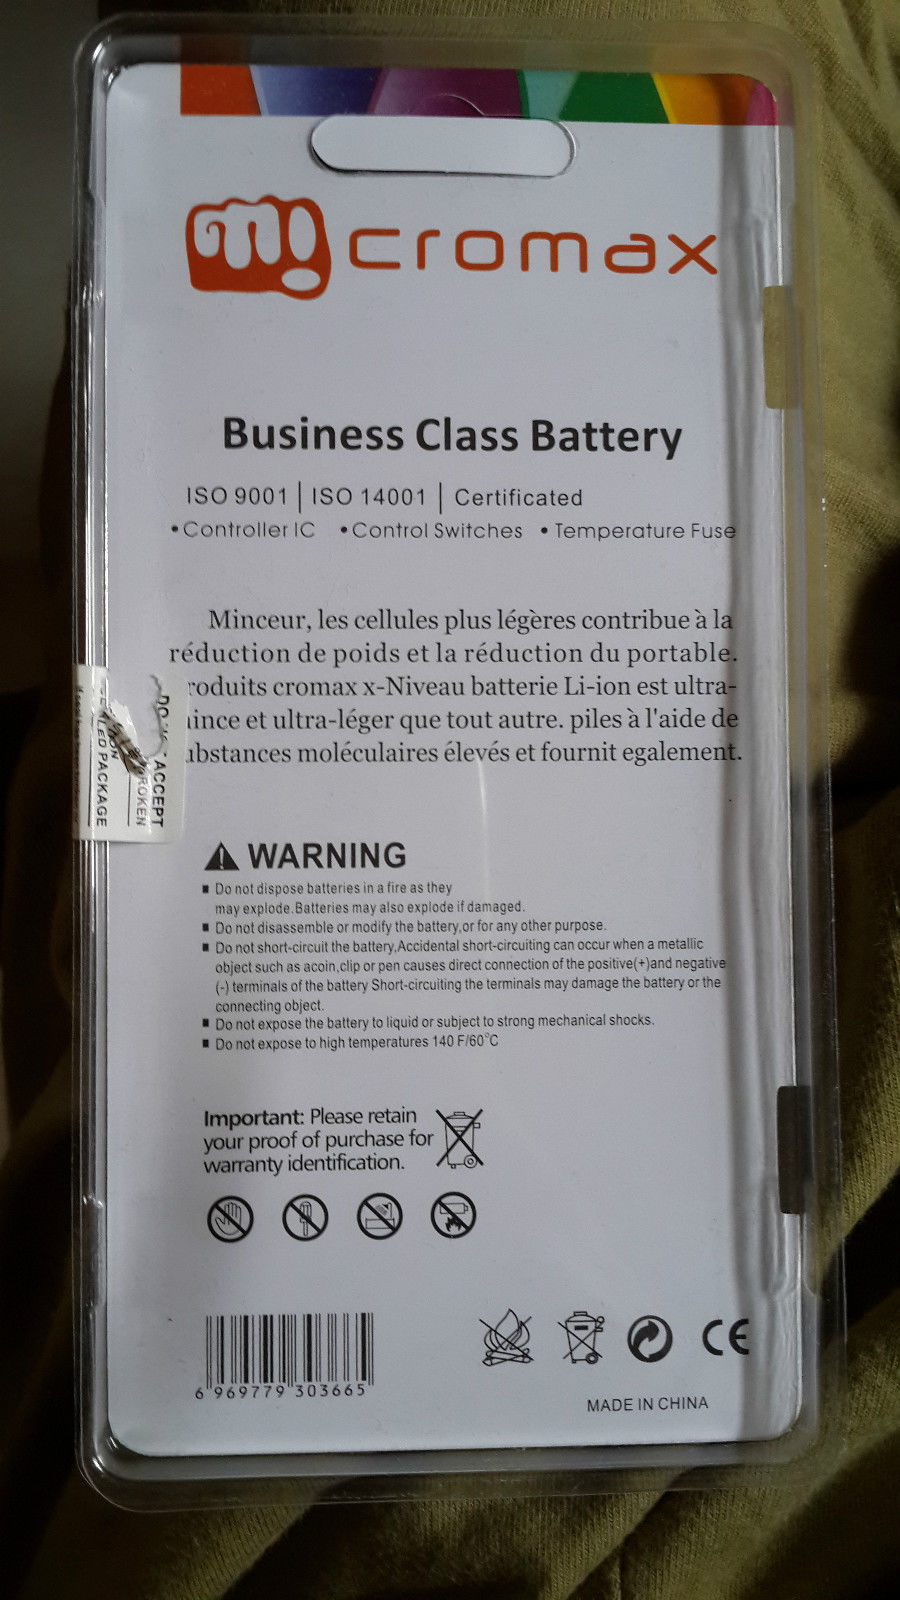 cromax
Business Class Battery
ISO 9001 | ISO 14001 | Certificated
•Controller IC •Control Switches • Temperature Fuse
Minceur, les cellules plus légères contribue à la
réduction de poids et la réduction du portable.
roduits cromax x-Niveau batterie Li-ion est ultra-
ince et ultra-léger que tout autre. piles à l'aide de
ubstances moléculaires élevés et fournit egalement.
DO ACCEPT
ROKEN
LED PACKAGE
WARNING
Do not dispose batteries in a fire as they
may explode.Batteries may also explode if damaged.
Do not disassemble or modify the battery,or for any other purpose.
Do not short-circuit the battery,Accidental short-circuiting can occur when a metallic
object such as acoin,clip or pen causes direct connection of the positive(+)and negative
(-) terminals of the battery Short-circuiting the terminals may damage the battery or the
connecting object.
Do not expose the battery to liquid or subject to strong mechanical shocks.
Do not expose to high temperatures 140 F/60°C
Important: Please retain
your proof of purchase for
warranty identification.
6 969779 303665
CE
MADE IN CHINA